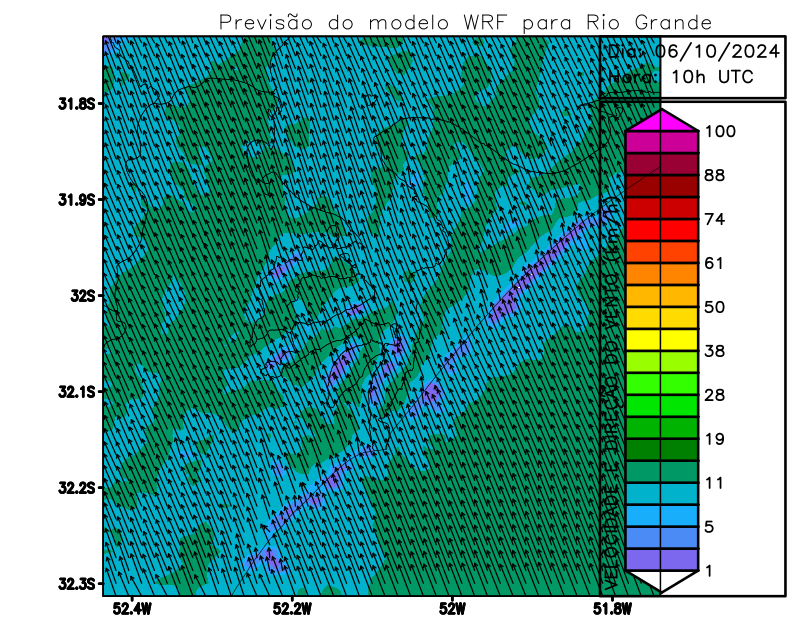 Previsão do modelo WRF para Rio Grande
Dia: 06/10/2024
Hora: 10h UTC
31.8S
31.9S
32S
32.1S
32.2S
32.3S
52.4W
52.2W
52W
51.8W
100
88
74
61
50
38
28
19
11
5
1
VELOCIDADE E DIREÇÃO DO VENTO (km/h)